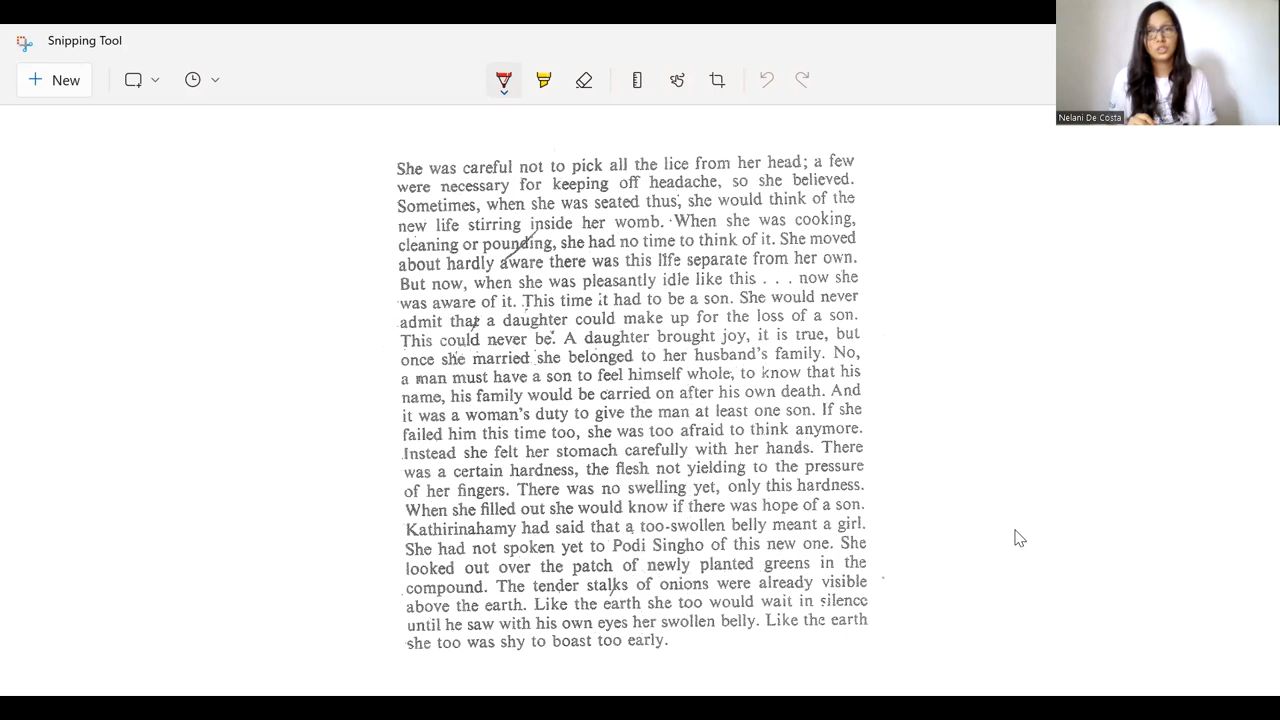 Snipping Tool
New
Nelani De Costa
She was careful not to pick all the lice from her head; a few
were necessary for keeping off headache, so she believed.
Sometimes, when she was seated thus, she would think of the
new life stirring inside her womb. When she was cooking,
cleaning or pounding, she had no time to think of it. She moved
about hardly aware there was this life separate from her own.
But now, when she was pleasantly idle like this . . . now she
was aware of it. This time it had to be a son. She would never
admit that a daughter could make up for the loss of a son.
This could never be. A daughter brought joy, it is true, but
once she married she belonged to her husband's family. No,
a man must have a son to feel himself whole, to know that his
name, his family would be carried on after his own death. And
it was a woman's duty to give the man at least one son. If she
failed him this time too, she was too afraid to think anymore.
Instead she felt her stomach carefully with her hands. There
was a certain hardness, the flesh not yielding to the pressure
of her fingers. There was no swelling yet, only this hardness.
When she filled out she would know if there was hope of a son.
Kathirinahamy had said that a too-swollen belly meant a girl.
She had not spoken yet to Podi Singho of this new one. She
looked out over the patch of newly planted greens in the
compound. The tender stalks of onions were already visible
above the earth. Like the earth she too would wait in silence
until he saw with his own eyes her swollen belly. Like the earth
she too was shy to boast too early.